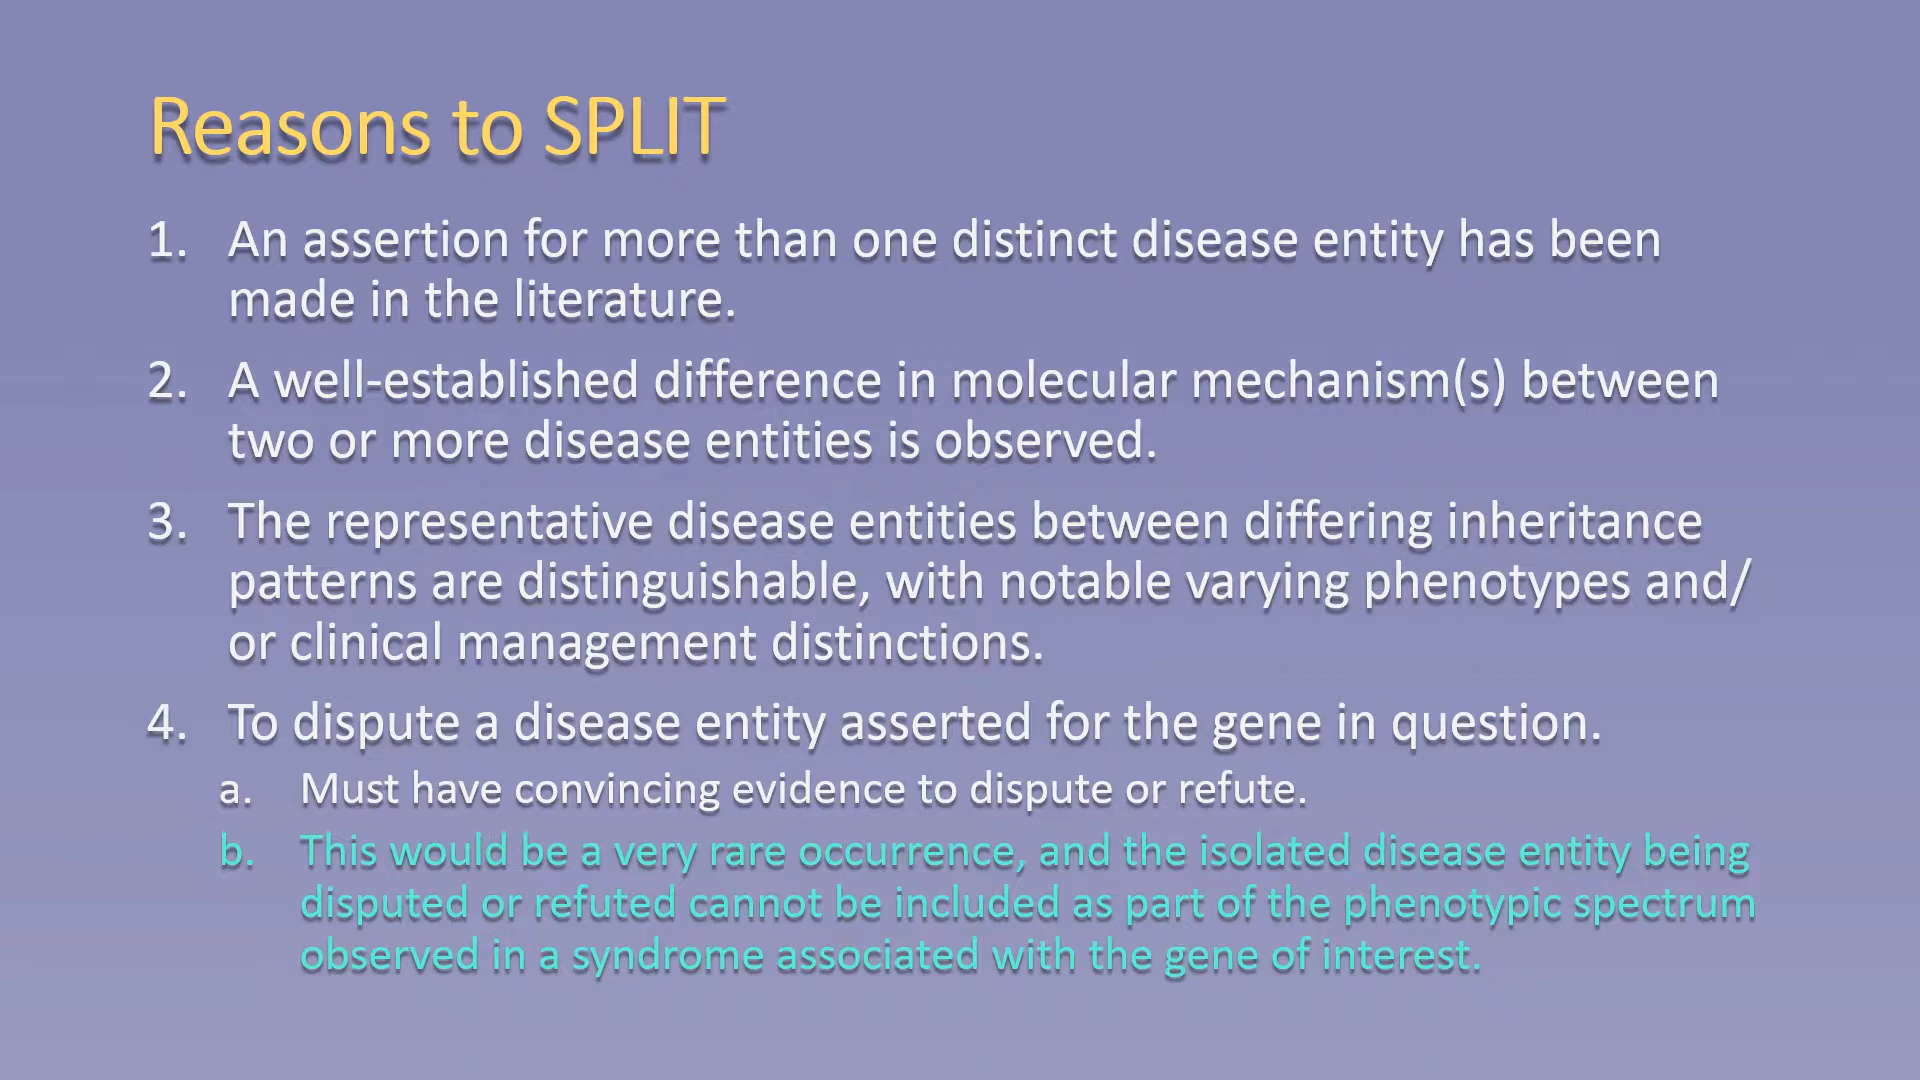 Reasons to SPLIT
1. An assertion for more than one distinct disease entity has been
made in the literature.
2. A well-established difference in molecular mechanism(s) between
two or more disease entities is observed.
3. The representative disease entities between differing inheritance
patterns are distinguishable, with notable varying phenotypes and/
or clinical management distinctions.
4. To dispute a disease entity asserted for the gene in question.
a. Must have convincing evidence to dispute or refute.
b. This would be a very rare occurrence, and the isolated disease entity being
disputed or refuted cannot be included as part of the phenotypic spectrum
observed in a syndrome associated with the gene of interest.